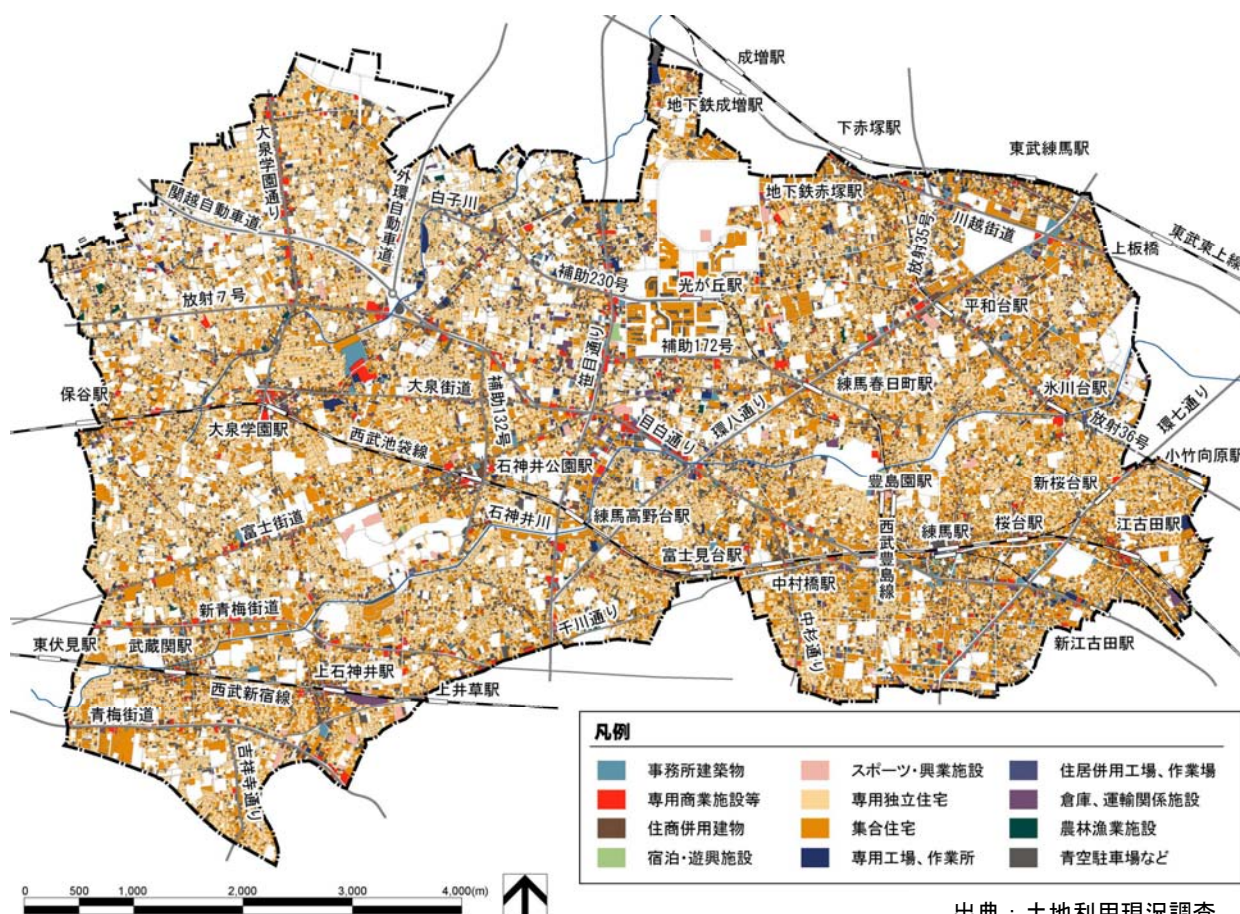 成増駅
地下鉄成増駅
下赤塚駅
東武練馬駅
大泉学園通り
関越自動車道
外環自動車道
白子川
地下鉄赤塚駅
放射35号
川越街道
上板橋
東武東上線
補助230号
光が丘駅
放射7号
平和台駅
補助172号
笹目通り
保谷駅
大泉学園駅
大泉街道
補助132号
練馬春日町駅
氷川台駅
放射36号
環七通り
西武池袋線
目白通り
環八通り
小竹向原駅
石神井公園駅
豊島園駅
新桜台駅
富士街道
石神井川
練馬高野台駅
西武豊島線
練馬駅
桜台駅
江古田駅
富士見台駅
中村橋駅
新青梅街道
千川通り
中杉通り
新江古田駅
東伏見駅
武蔵関駅
上石神井駅
西武新宿線
上井草駅
青梅街道
吉祥寺通り
凡例
事務所建築物
専用商業施設等
住商併用建物
宿泊・遊興施設
スポーツ・興業施設
専用独立住宅
集合住宅
専用工場、作業所
住居併用工場、作業場
倉庫、運輸関係施設
農林漁業施設
青空駐車場など
0 500 1,000 2,000 3,000 4,000(m)
出典：土地利用現況調査